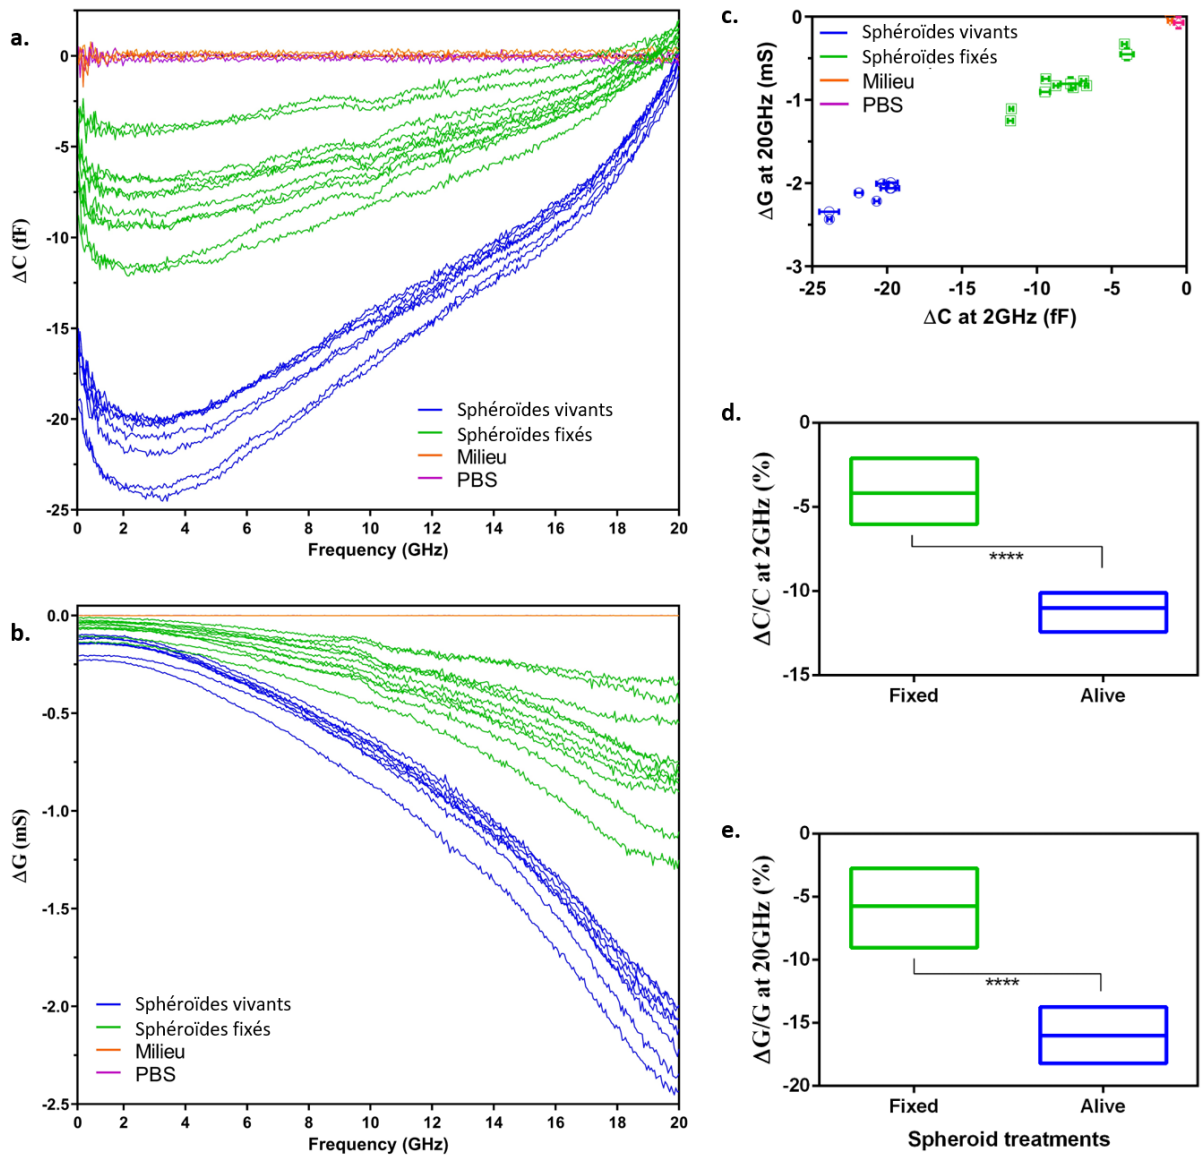 a.
ΔC (fF)
0
-5
-10
-15
-20
-25
Sphéroïdes vivants
Sphéroïdes fixés
Milieu
PBS
0 2 4 6 8 10 12 14 16 18 20
Frequency (GHz)
b.
ΔG (mS)
0.0
-0.5
-1.0
-1.5
-2.0
-2.5
Sphéroïdes vivants
Sphéroïdes fixés
Milieu
PBS
0 2 4 6 8 10 12 14 16 18 20
Frequency (GHz)
c.
ΔG at 20GHz (mS)
0
-1
-2
-3
Sphéroïdes vivants
Sphéroïdes fixés
Milieu
PBS
-25 -20 -15 -10 -5 0
ΔC at 2GHz (fF)
d.
ΔC/C at 2GHz (%)
0
-5
-10
-15
****
Fixed Alive
e.
ΔG/G at 20GHz (%)
0
-5
-10
-15
-20
****
Fixed Alive
Spheroid treatments